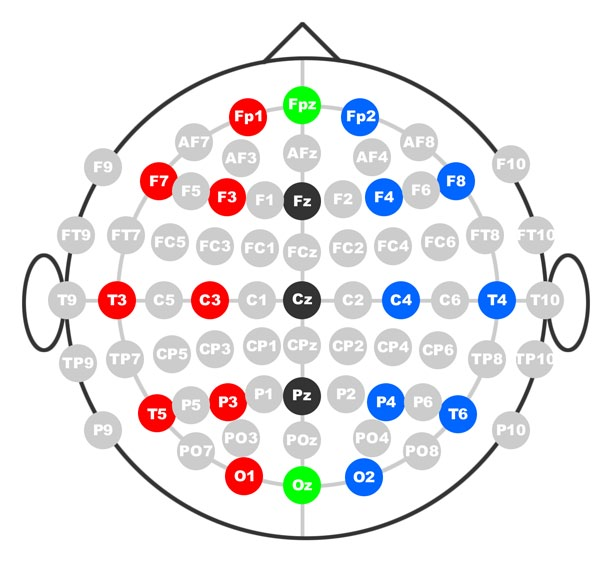 Fpz
Fp1 Fp2
AF7 AF8
AF3 AFz AF4
F9 F10
F7 F8
F5 F3 F1 Fz F2 F4 F6
FT9 FT7 FC5 FC3 FC1 FCz FC2 FC4 FC6 FT8 FT10
T9 T3 C5 C3 C1 Cz C2 C4 C6 T4 T10
TP9 TP7 CP5 CP3 CP1 CPz CP2 CP4 CP6 TP8 TP10
P5 P3 P1 Pz P2 P4 P6
T5 T6
P9 P10
PO7 PO3 POz PO4 PO8
O1 Oz O2